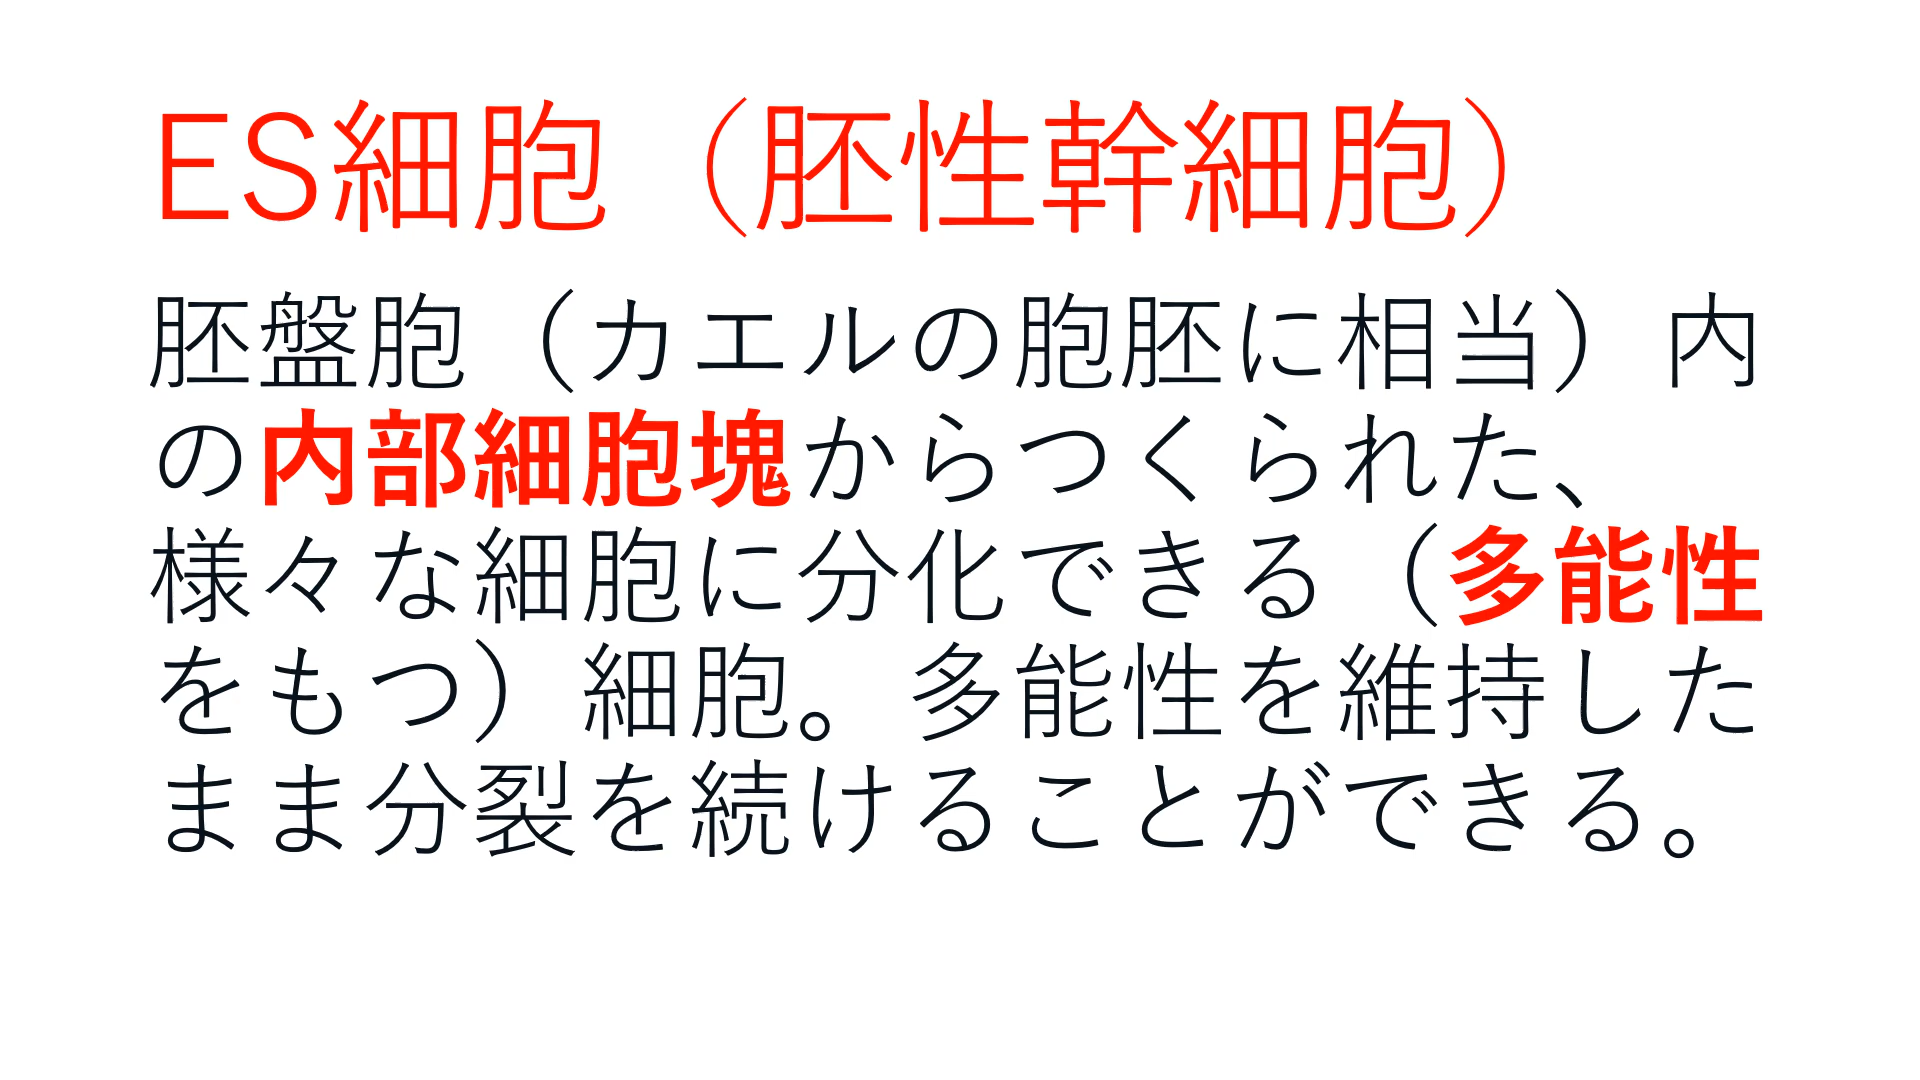 ES細胞（胚性幹細胞）
胚盤胞（カエルの胞胚に相当）内
の内部細胞塊からつくられた、
様々な細胞に分化できる（多能性
をもつ）細胞。多能性を維持した
まま分裂を続けることができる。